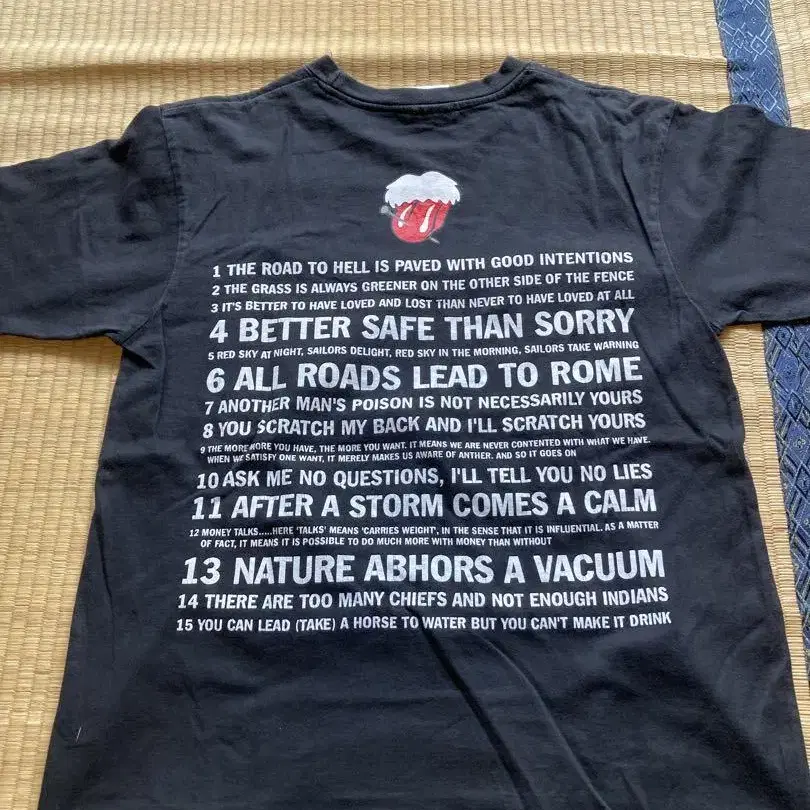 1 THE ROAD TO HELL IS PAVED WITH GOOD INTENTIONS
2 THE GRASS IS ALWAYS GREENER ON THE OTHER SIDE OF THE FENCE
3 IT'S BETTER TO HAVE LOVED AND LOST THAN NEVER TO HAVE LOVED AT ALL
4 BETTER SAFE THAN SORRY
5 RED SKY AT NIGHT, SAILORS DELIGHT, RED SKY IN THE MORNING, SAILORS TAKE WARNING
6 ALL ROADS LEAD TO ROME
7 ANOTHER MAN'S POISON IS NOT NECESSARILY YOURS
8 YOU SCRATCH MY BACK AND I'LL SCRATCH YOURS
9 THE MORE MORE YOU HAVE, THE MORE YOU WANT. IT MEANS WE ARE NEVER CONTENTED WITH WHAT WE HAVE.
WHEN WE SATISFY ONE WANT, IT MERELY MAKES US AWARE OF ANTHER. AND SO IT GOES ON
10 ASK ME NO QUESTIONS, I'LL TELL YOU NO LIES
11 AFTER A STORM COMES A CALM
12 MONEY TALKS.....HERE 'TALKS' MEANS 'CARRIES WEIGHT', IN THE SENSE THAT IT IS INFLUENTIAL. AS A MATTER
OF FACT, IT MEANS IT IS POSSIBLE TO DO MUCH MORE WITH MONEY THAN WITHOUT
13 NATURE ABHORS A VACUUM
14 THERE ARE TOO MANY CHIEFS AND NOT ENOUGH INDIANS
15 YOU CAN LEAD (TAKE) A HORSE TO WATER BUT YOU CAN'T MAKE IT DRINK